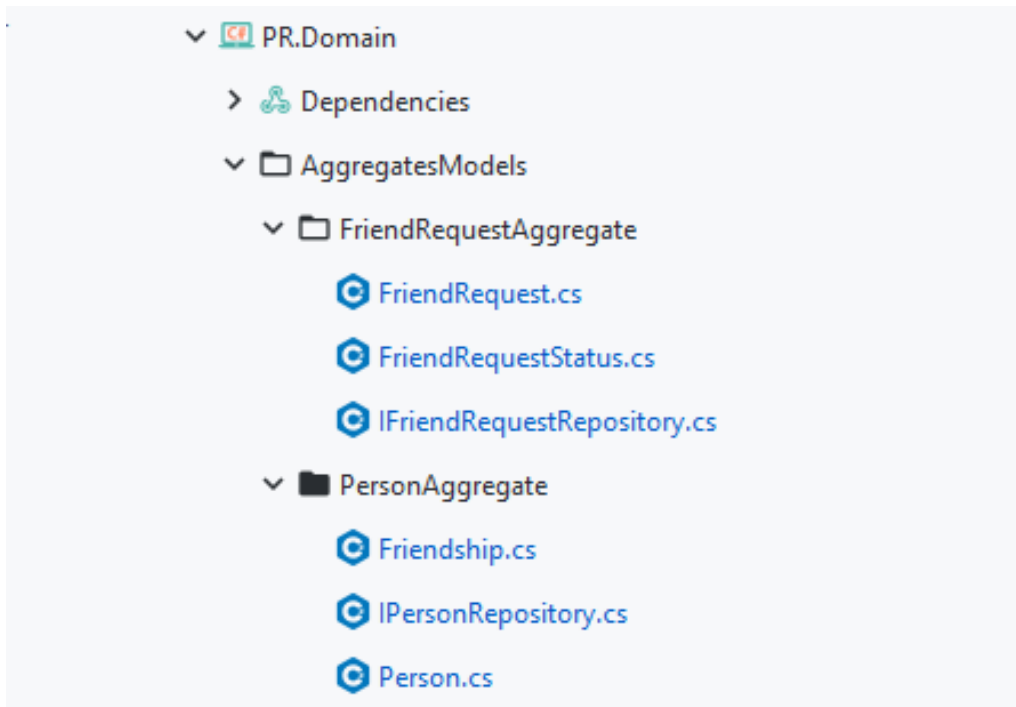 PR.Domain
Dependencies
AggregatesModels
FriendRequestAggregate
FriendRequest.cs
FriendRequestStatus.cs
IFriendRequestRepository.cs
PersonAggregate
Friendship.cs
IPersonRepository.cs
Person.cs